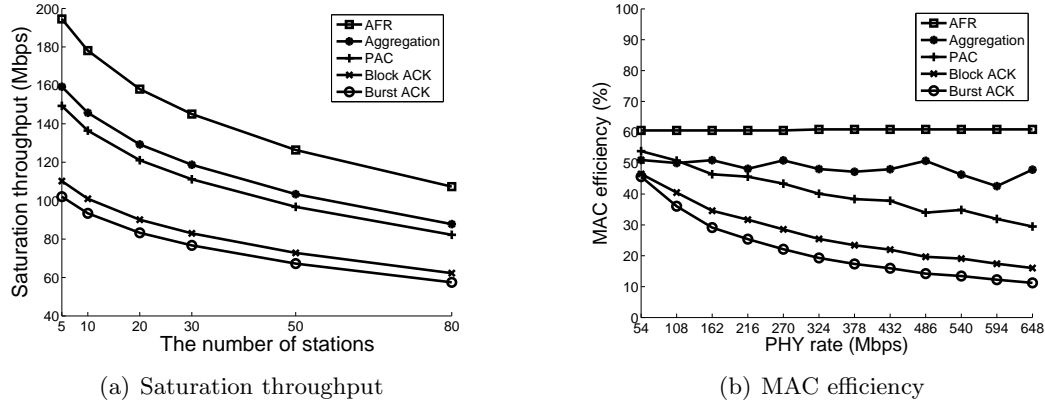 200
180
160
140
120
100
80
60
40
5 10 20 30 50 80
Saturation throughput (Mbps)
The number of stations
AFR
Aggregation
PAC
Block ACK
Burst ACK
(a) Saturation throughput
100
90
80
70
60
50
40
30
20
10
0
54 108 162 216 270 324 378 432 486 540 594 648
MAC efficiency (%)
PHY rate (Mbps)
AFR
Aggregation
PAC
Block ACK
Burst ACK
(b) MAC efficiency